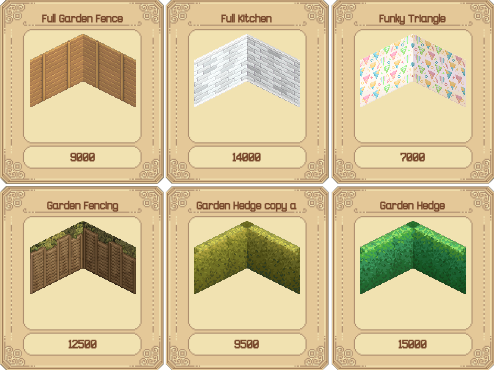 Full Garden Fence
Full Kitchen
Funky Triangle
9000
14000
7000
Garden Fencing
Garden Hedge copy a
Garden Hedge
12500
9500
15000